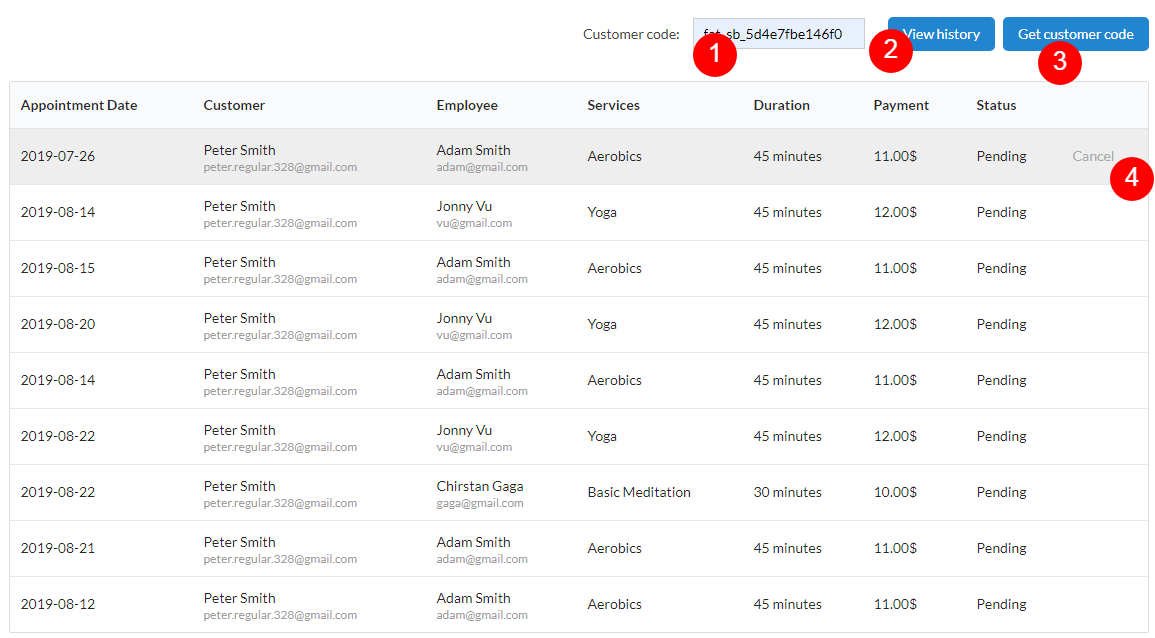 Customer code: fat_sb_5d4e7fbe146f0 View history Get customer code
1 2 3
Appointment Date Customer Employee Services Duration Payment Status
2019-07-26 Peter Smith Adam Smith Aerobics 45 minutes 11.00$ Pending Cancel
peter.regular.328@gmail.com adam@gmail.com
4
2019-08-14 Peter Smith Jonny Vu Yoga 45 minutes 12.00$ Pending
peter.regular.328@gmail.com vu@gmail.com
2019-08-15 Peter Smith Adam Smith Aerobics 45 minutes 11.00$ Pending
peter.regular.328@gmail.com adam@gmail.com
2019-08-20 Peter Smith Jonny Vu Yoga 45 minutes 12.00$ Pending
peter.regular.328@gmail.com vu@gmail.com
2019-08-14 Peter Smith Adam Smith Aerobics 45 minutes 11.00$ Pending
peter.regular.328@gmail.com adam@gmail.com
2019-08-22 Peter Smith Jonny Vu Yoga 45 minutes 12.00$ Pending
peter.regular.328@gmail.com vu@gmail.com
2019-08-22 Peter Smith Chirstan Gaga Basic Meditation 30 minutes 10.00$ Pending
peter.regular.328@gmail.com gaga@gmail.com
2019-08-21 Peter Smith Adam Smith Aerobics 45 minutes 11.00$ Pending
peter.regular.328@gmail.com adam@gmail.com
2019-08-12 Peter Smith Adam Smith Aerobics 45 minutes 11.00$ Pending
peter.regular.328@gmail.com adam@gmail.com